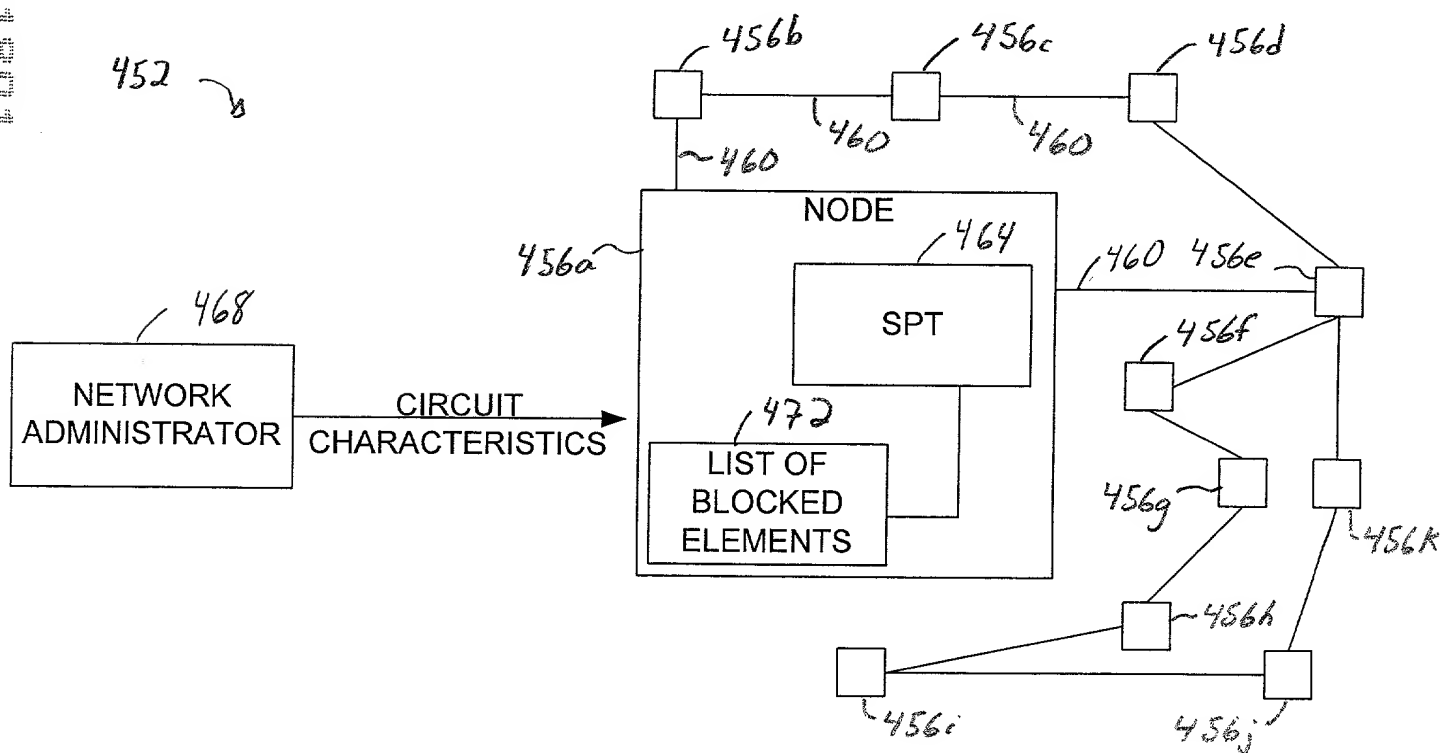 456b
456c
456d
452
460
460
460
NODE
456a
464
460
456e
SPT
468
456f
NETWORK
ADMINISTRATOR
CIRCUIT
CHARACTERISTICS
472
LIST OF
BLOCKED
ELEMENTS
456g
456k
456h
456i
456j